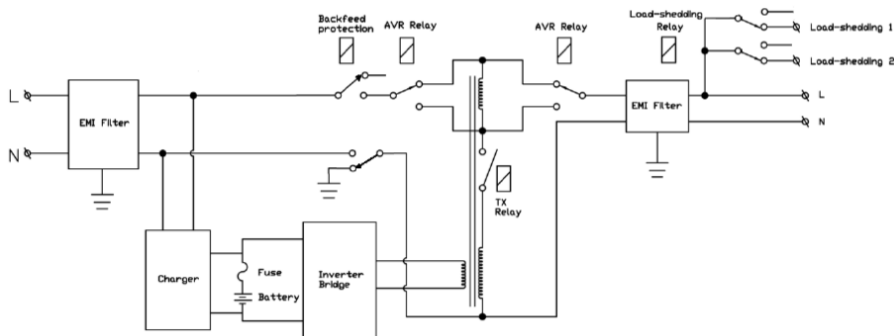 Backfeed
protection
AVR Relay
AVR Relay
Load-shedding
Relay
Load-shedding 1
Load-shedding 2
L
EMI Filter
N
EMI Filter
L
N
TX
Relay
Charger
Fuse
Battery
Inverter
Bridge